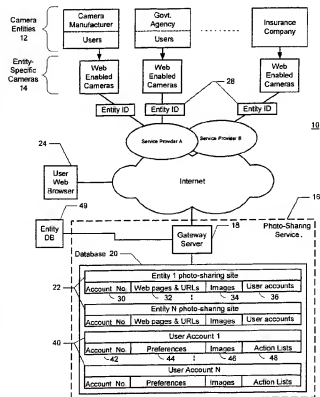 Camera Entities 12
Camera Manufacturer
Users
Govt. Agency
Users
Insurance Company
Entity-Specific Cameras 14
Web Enabled Cameras
Web Enabled Cameras
Web Enabled Cameras
28
Entity ID
Entity ID
Entity ID
Service Provider A
Service Provider B
10
24
User Web Browser
Internet
16
49
Entity DB
18
Gateway Server
Photo-Sharing Service
Database 20
22
Entity 1 photo-sharing site
Account No.
Web pages & URLs
Images
User accounts
30
32
34
36
Entity N photo-sharing site
Account No.
Web pages & URLs
Images
User accounts
40
User Account 1
Account No.
Preferences
Images
Action Lists
42
44
46
48
User Account N
Account No.
Preferences
Images
Action Lists